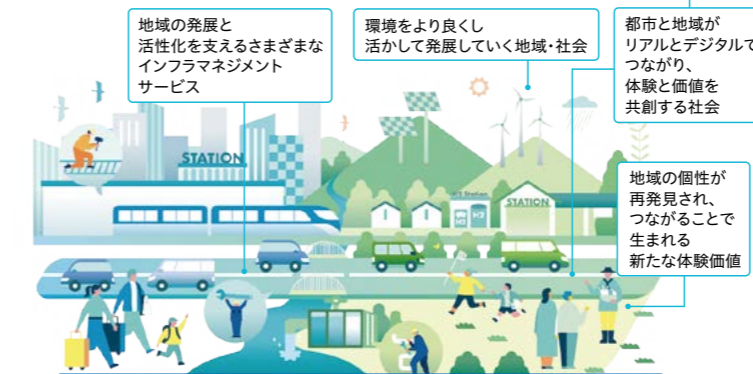 地域の発展と
活性化を支えるさまざまな
インフラマネジメント
サービス
環境をより良くし
活かして発展していく地域・社会
都市と地域が
リアルとデジタルで
つながり、
体験と価値を
共創する社会
地域の個性が
再発見され、
つながることで
生まれる
新たな体験価値
STATION
H2 Station
H2
STATION